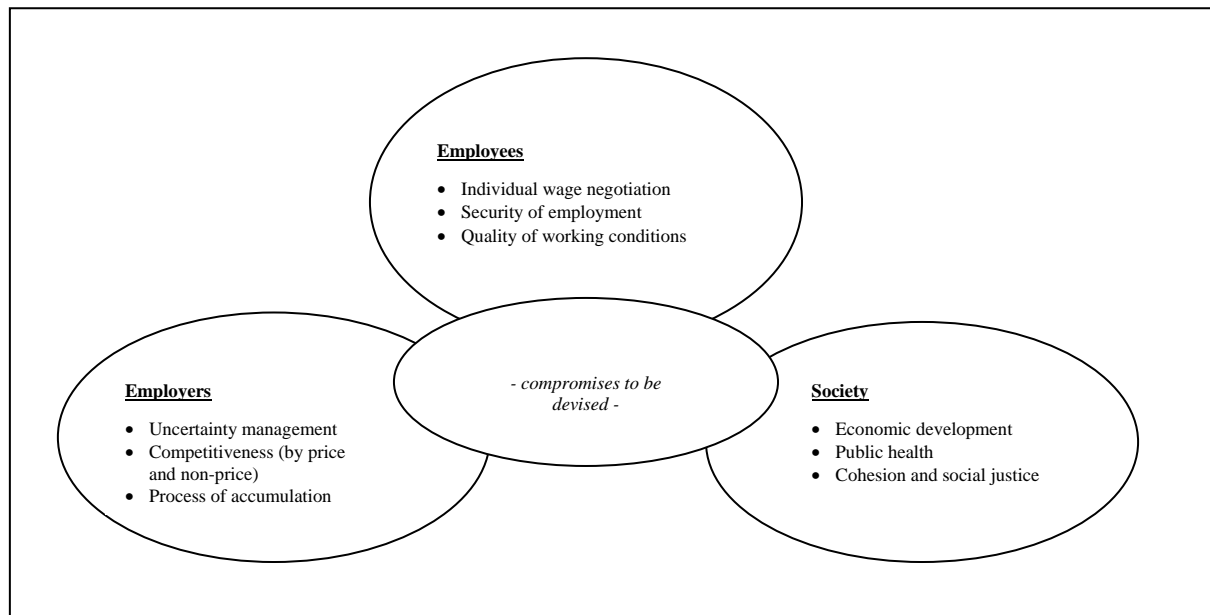 Employees
• Individual wage negotiation
• Security of employment
• Quality of working conditions
- compromises to be
devised -
Employers
• Uncertainty management
• Competitiveness (by price
and non-price)
• Process of accumulation
Society
• Economic development
• Public health
• Cohesion and social justice